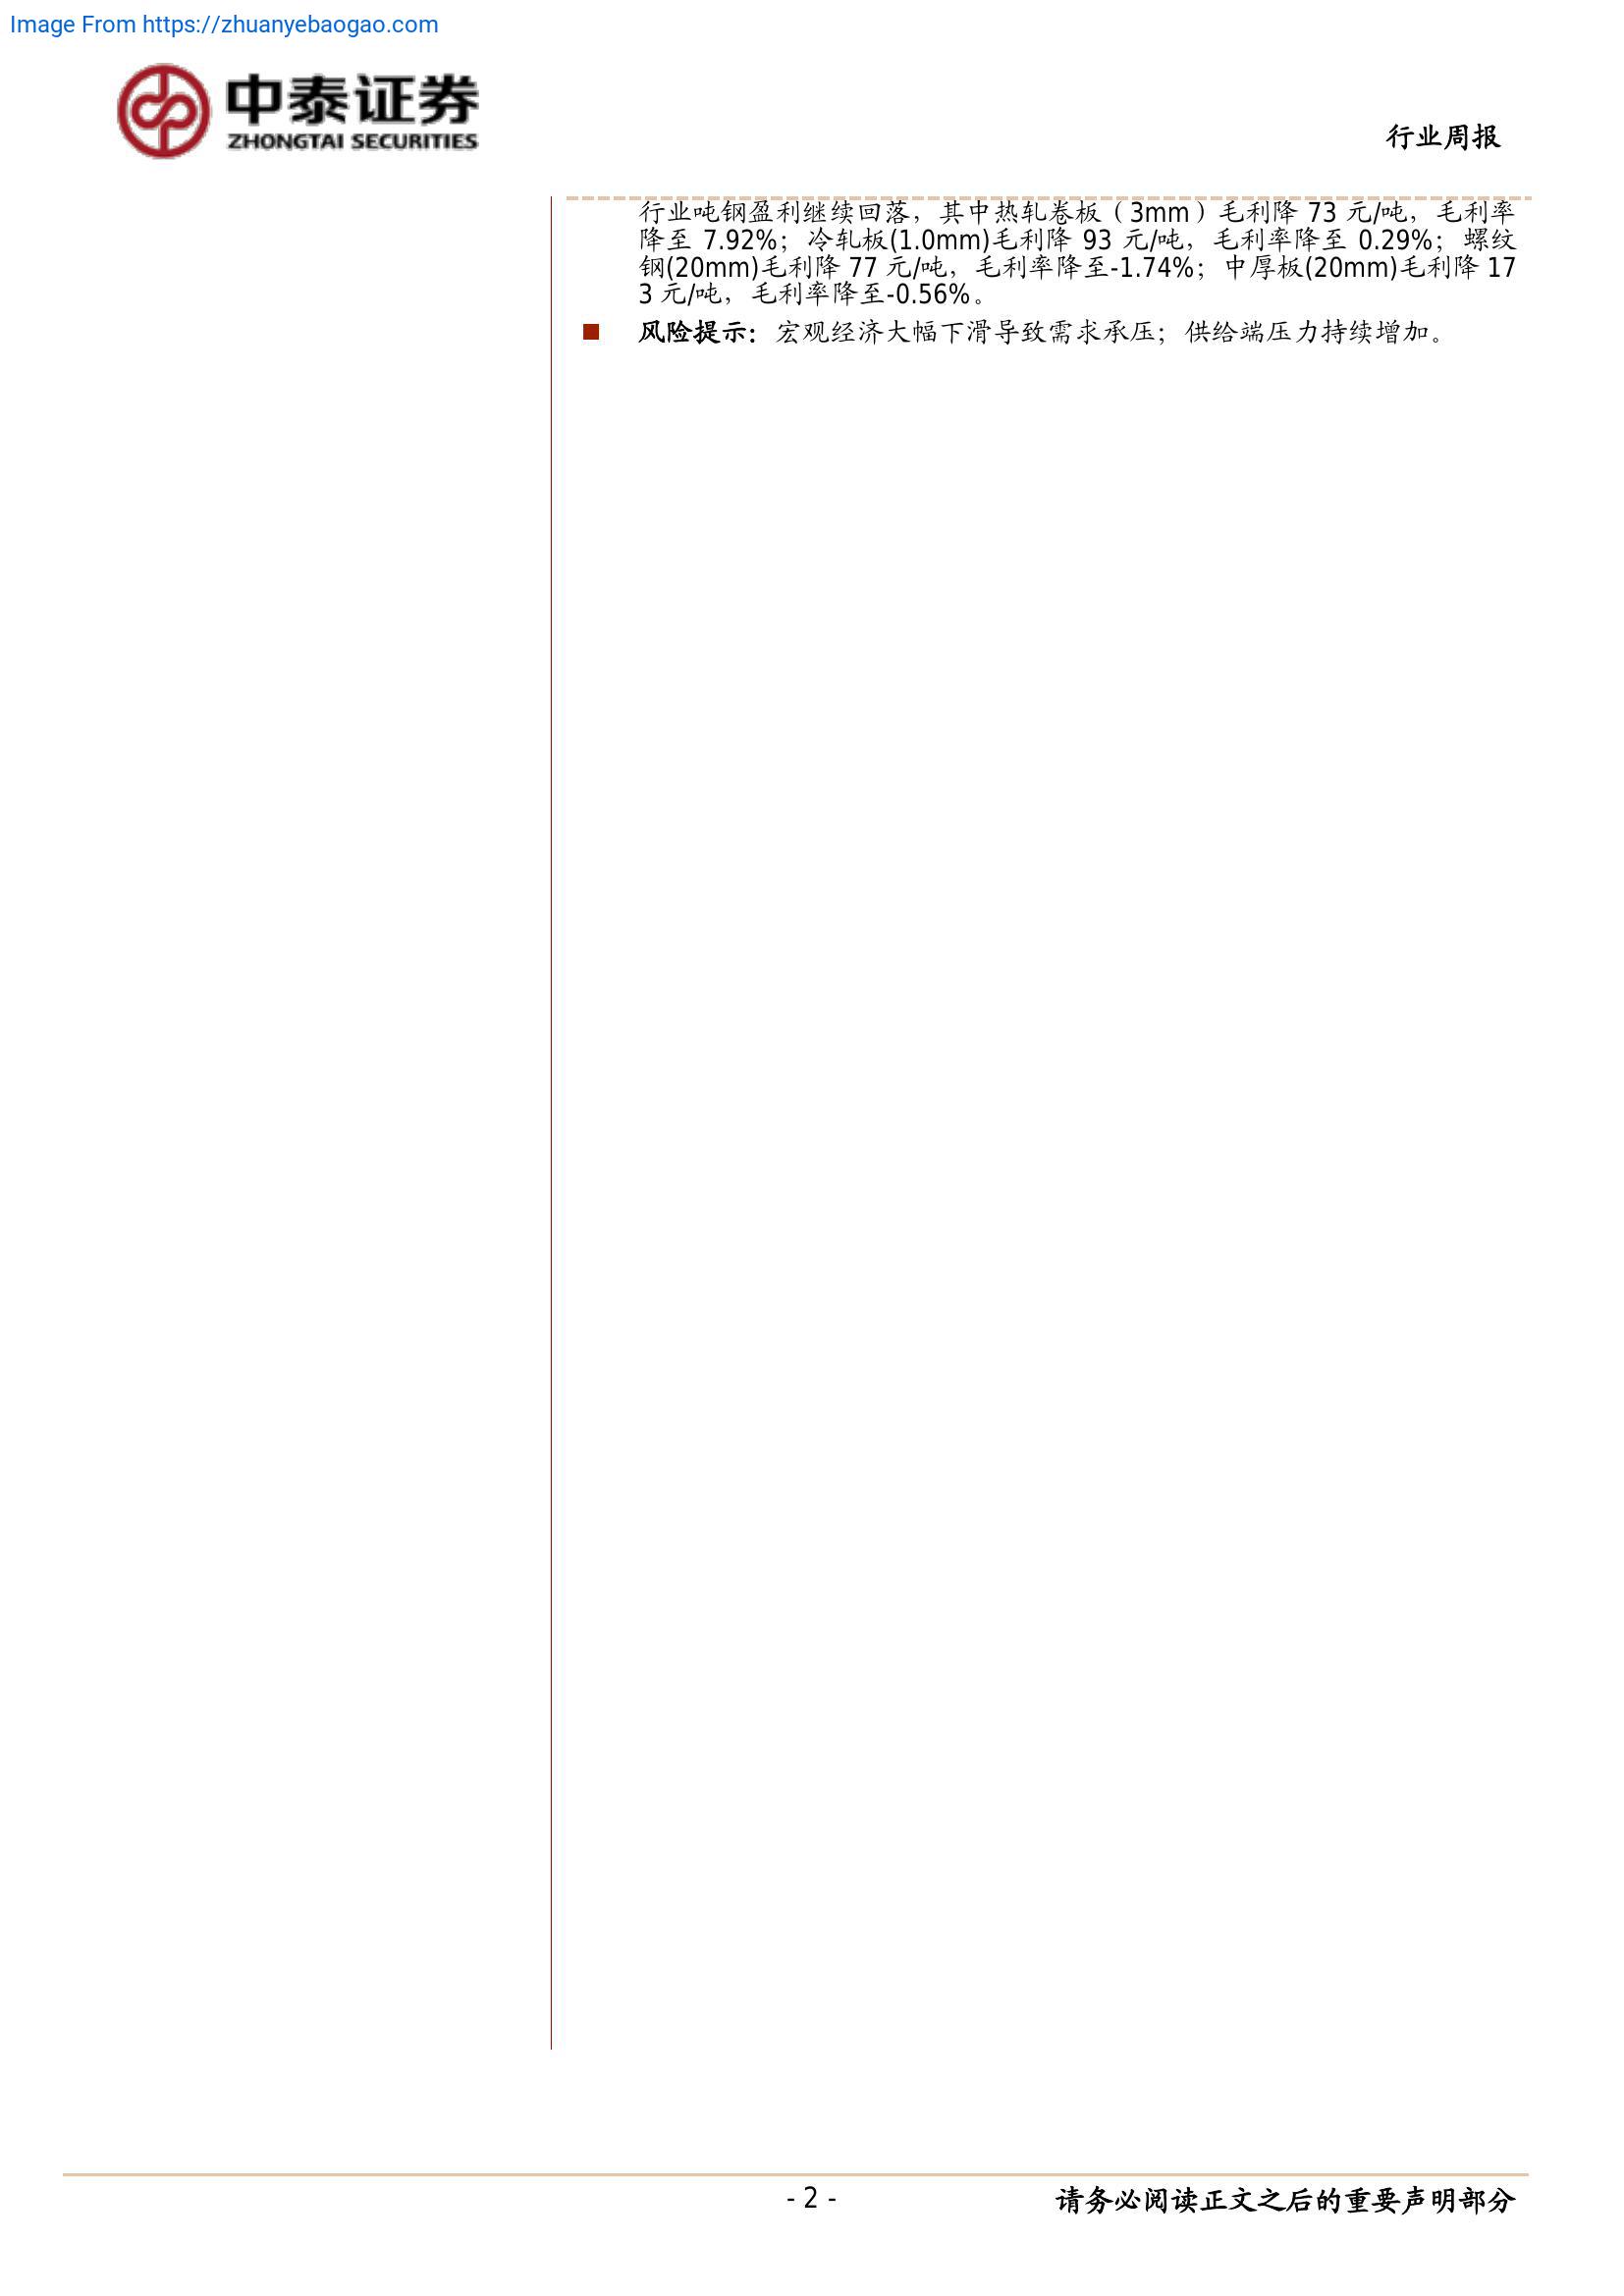 Image From https://zhuanyebaogao.com
中泰证券
ZHONGTAI SECURITIES
行业周报
行业吨钢盈利继续回落，其中热轧卷板（3mm）毛利降 73 元/吨，毛利率
降至 7.92%；冷轧板(1.0mm)毛利降 93 元/吨，毛利率降至 0.29%；螺纹
钢(20mm)毛利降 77 元/吨，毛利率降至-1.74%；中厚板(20mm)毛利降 17
3 元/吨，毛利率降至-0.56%。
■ 风险提示：宏观经济大幅下滑导致需求承压；供给端压力持续增加。
- 2 -
请务必阅读正文之后的重要声明部分